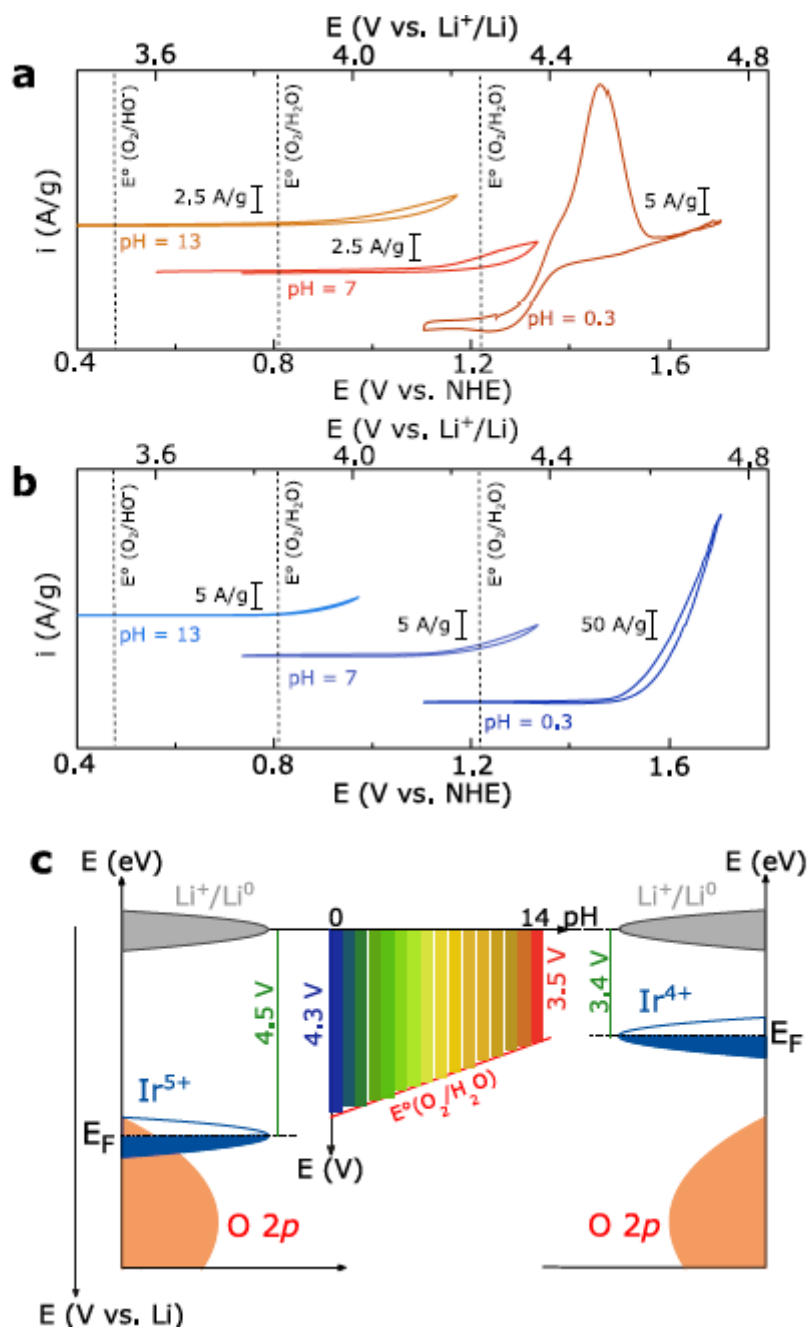 E (V vs. Li⁺/Li)
3.6 4.0 4.4 4.8
a
E° (O₂/HO⁻)
E° (O₂/H₂O)
E° (O₂/H₂O)
2.5 A/g
5 A/g
2.5 A/g
i (A/g)
pH = 13
pH = 7
pH = 0.3
0.4 0.8 1.2 1.6
E (V vs. NHE)
E (V vs. Li⁺/Li)
3.6 4.0 4.4 4.8
b
E° (O₂/HO⁻)
E° (O₂/H₂O)
E° (O₂/H₂O)
5 A/g
5 A/g
50 A/g
i (A/g)
pH = 13
pH = 7
pH = 0.3
0.4 0.8 1.2 1.6
E (V vs. NHE)
c
E (eV)
E (eV)
Li⁺/Li⁰
0 14 pH
Li⁺/Li⁰
4.5 V
4.3 V
3.5 V
3.4 V
Ir⁴⁺
E_F
Ir⁵⁺
E°(O₂/H₂O)
E_F
E (V)
O 2p
O 2p
E (V vs. Li)